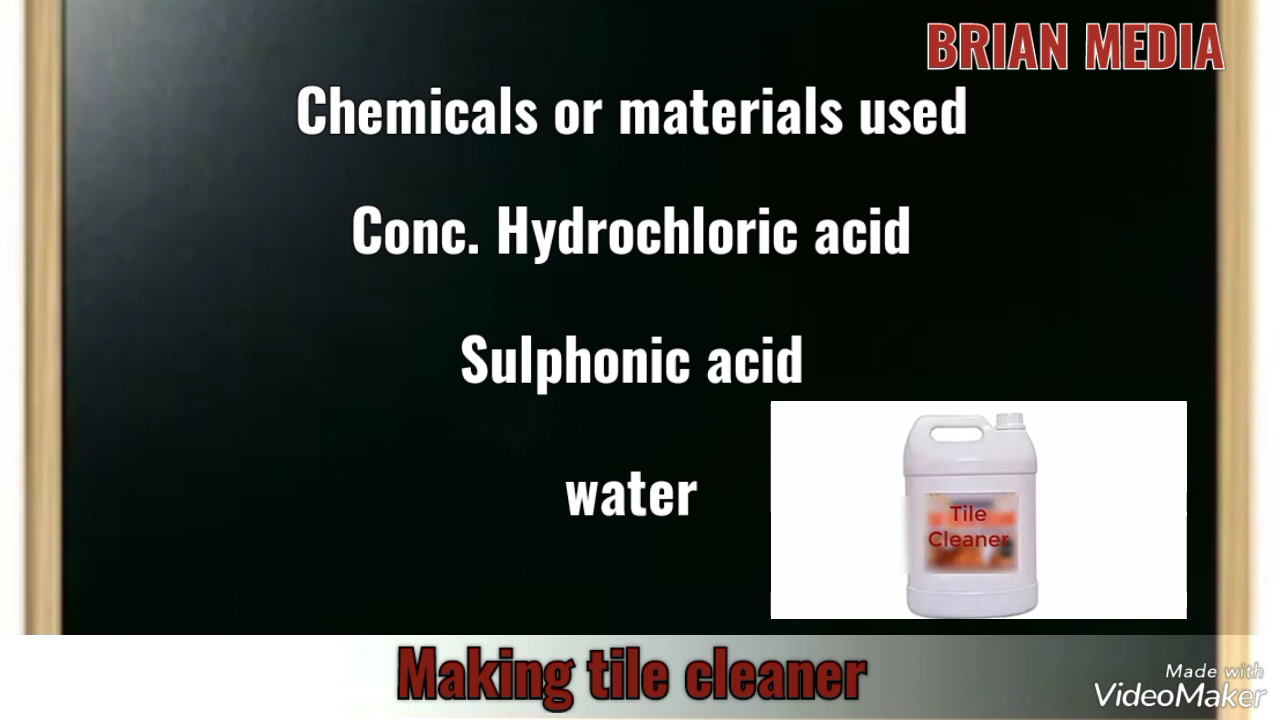 BRIAN MEDIA
Chemicals or materials used
Conc. Hydrochloric acid
Sulphonic acid
water
Tile
Cleaner
Making tile cleaner
Made with
VideoMaker